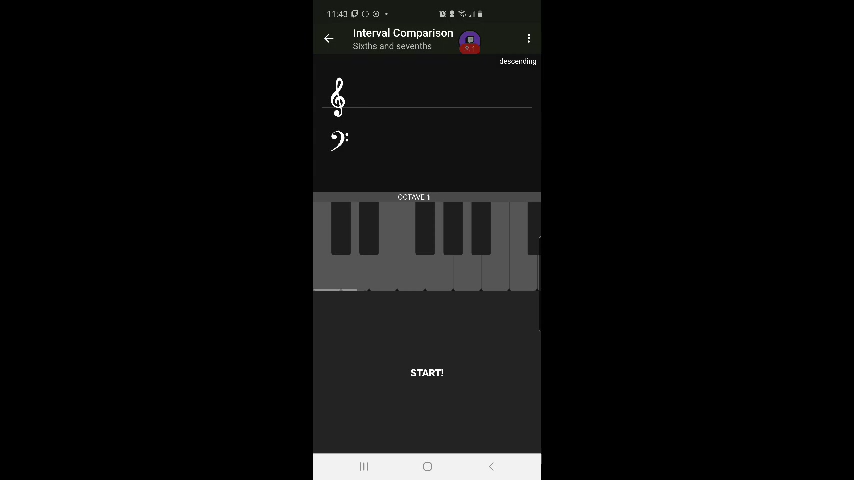 11:43
Interval Comparison
Sixths and sevenths
descending
OCTAVE 1
START!